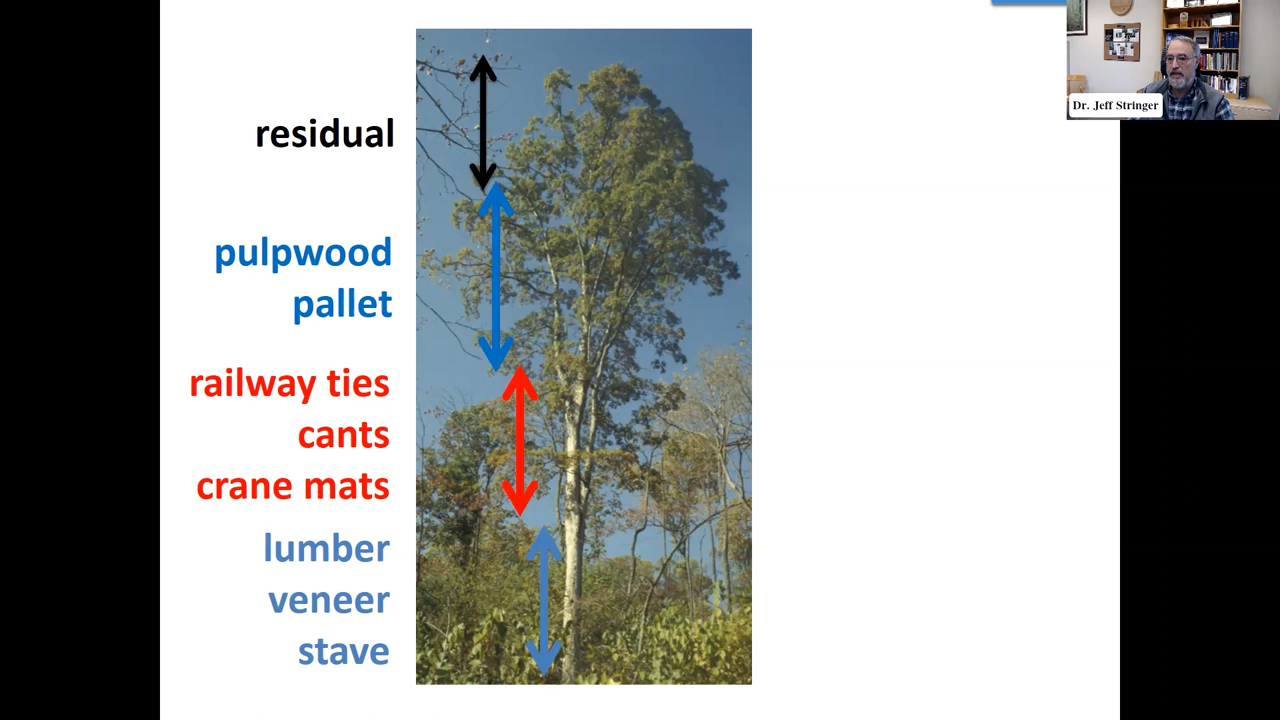 Dr. Jeff Stringer
residual
pulpwood
pallet
railway ties
cants
crane mats
lumber
veneer
stave